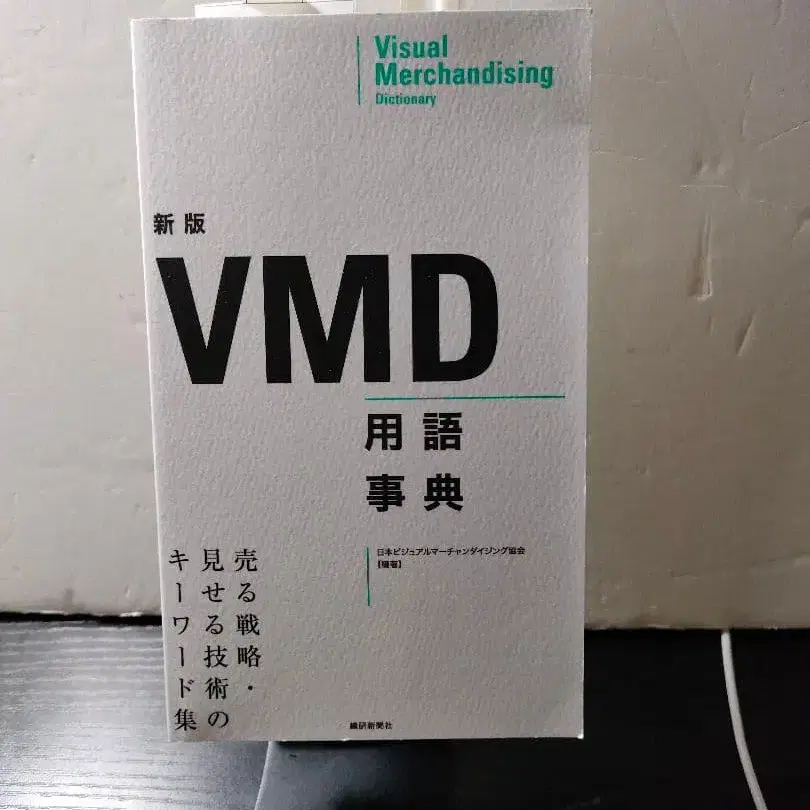 Visual
Merchandising
Dictionary
新版
VMD
用語
事典
日本ビジュアルマーチャンダイジング協会
【編著】
売る戦略・
見せる技術の
キーワード集
繊研新聞社